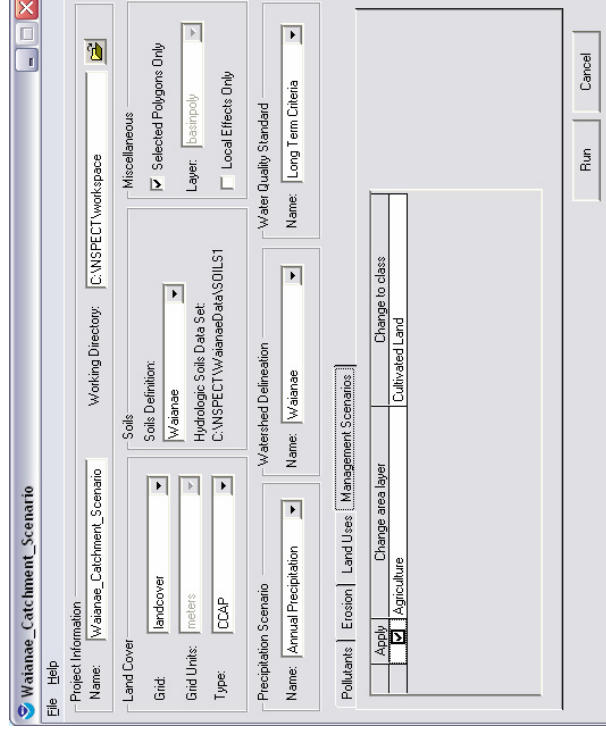 Waianae_Catchment_Scenario
File Help
Project Information
Name: Waianae_Catchment_Scenario Working Directory: C:\NSPECT\workspace
Land Cover
Grid: landcover
Grid Units: meters
Type: CCAP
Soils
Soils Definition:
Waianae
Hydrologic Soils Data Set:
C:\NSPECT\WaianaeData\SOILS1
Miscellaneous
Selected Polygons Only
Layer: basinpoly
Local Effects Only
Precipitation Scenario
Name: Annual Precipitation
Watershed Delineation
Name: Waianae
Water Quality Standard
Name: Long Term Criteria
Pollutants Erosion Land Uses Management Scenarios
Apply Change area layer Change to class
Agriculture Cultivated Land
Run Cancel